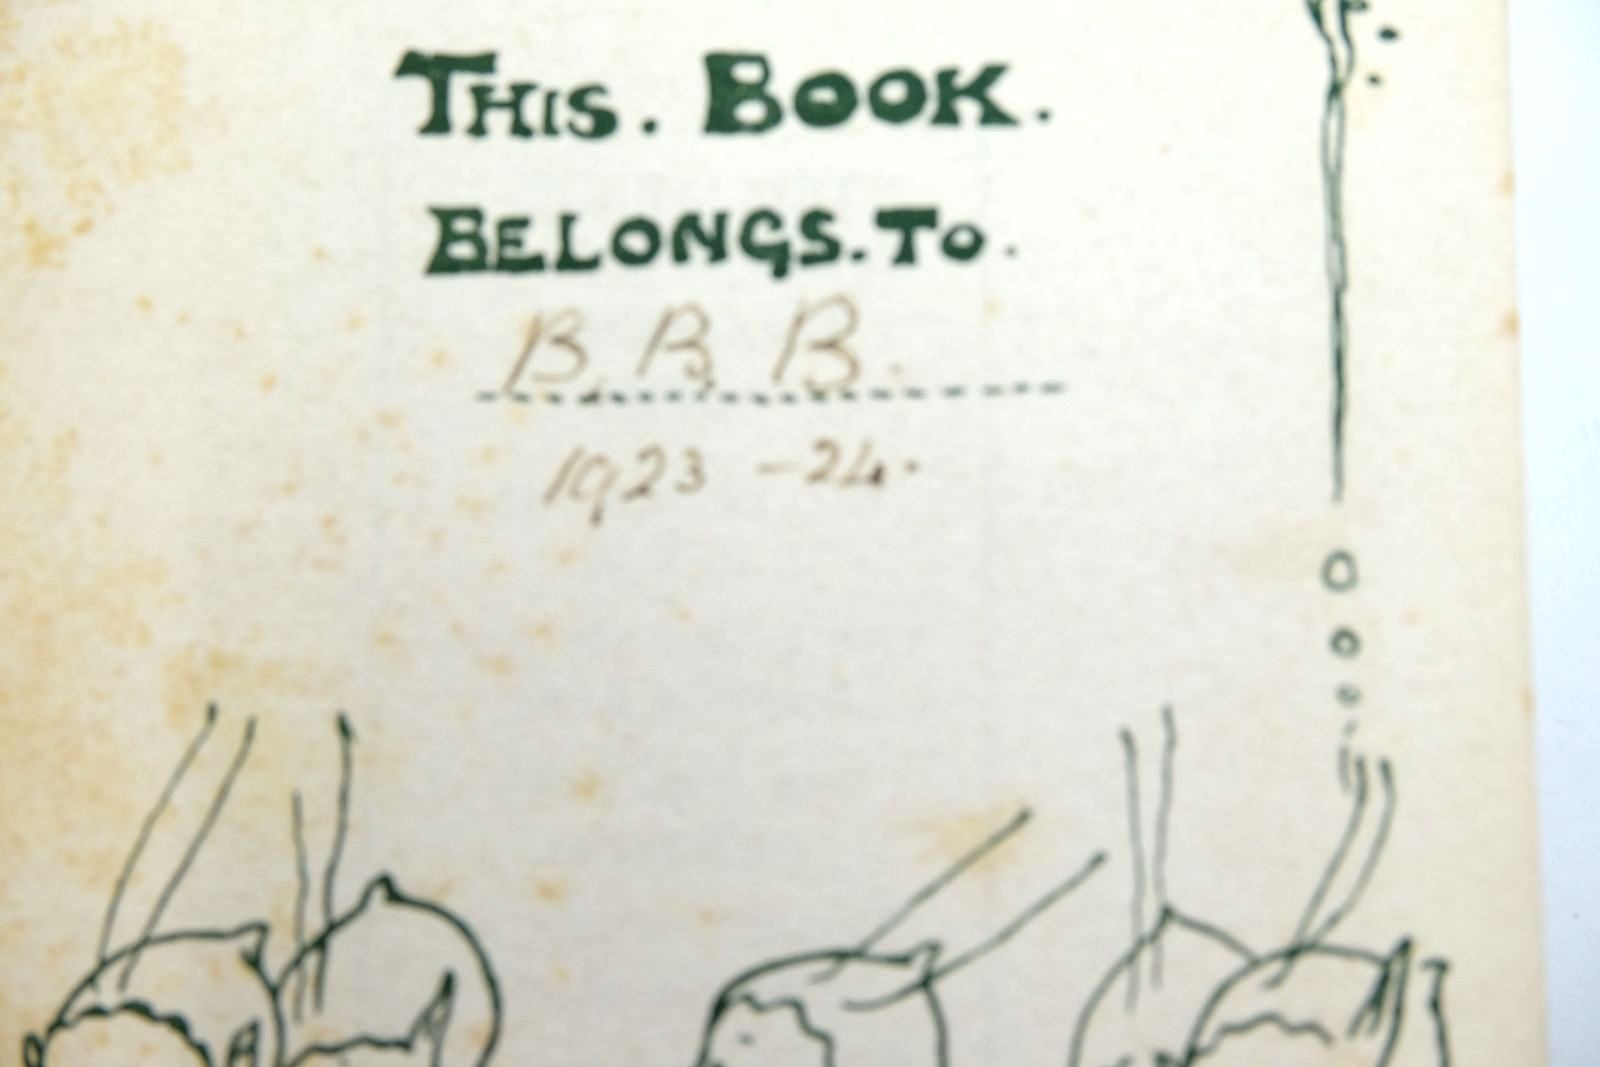 THIS. BOOK.
BELONGS. TO.
B. B. B.
1923 - 24.